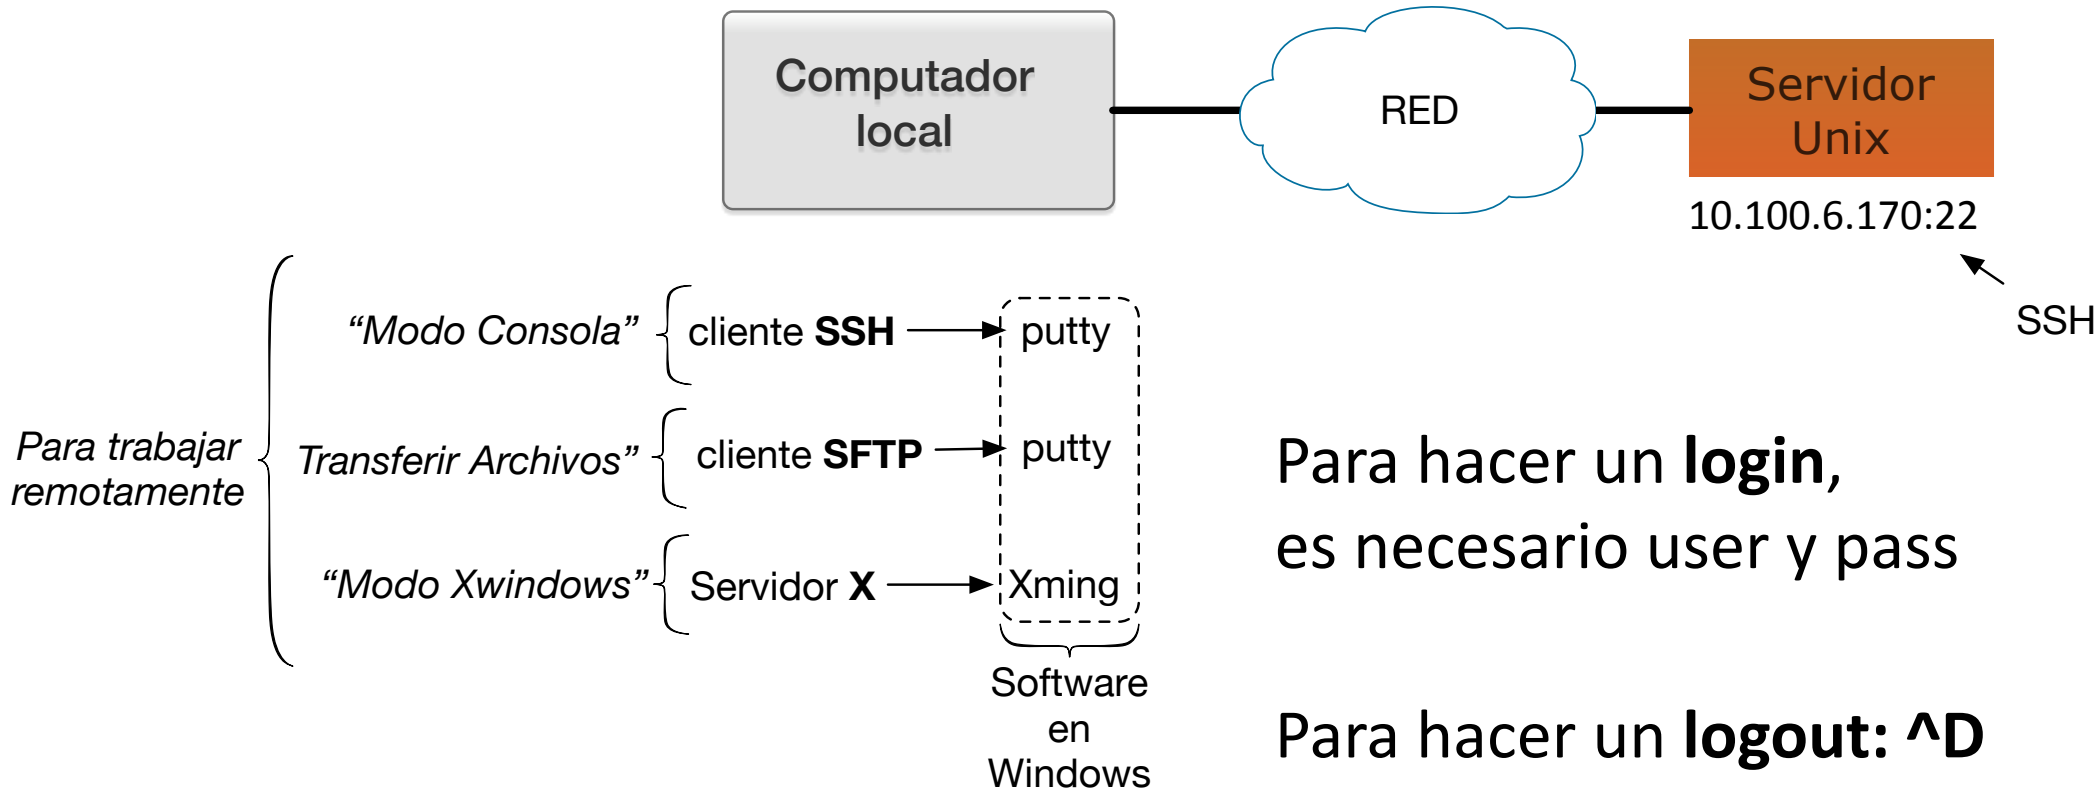 Computador
local
RED
Servidor
Unix
10.100.6.170:22
SSH
Para trabajar
remotamente
“Modo Consola”
cliente SSH
putty
Transferir Archivos”
cliente SFTP
putty
“Modo Xwindows”
Servidor X
Xming
Software
en
Windows
Para hacer un login,
es necesario user y pass
Para hacer un logout: ^D